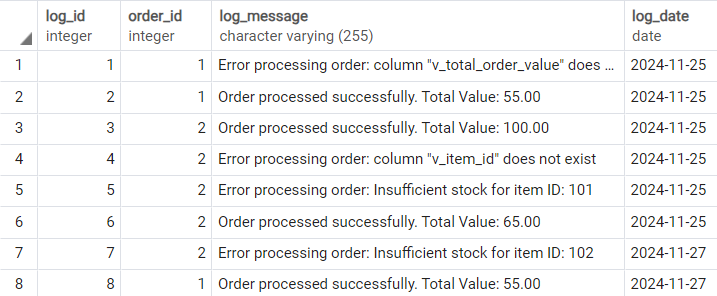 log_id order_id log_message log_date
integer integer character varying (255) date
1 1 1 Error processing order: column "v_total_order_value" does ... 2024-11-25
2 2 1 Order processed successfully. Total Value: 55.00 2024-11-25
3 3 2 Order processed successfully. Total Value: 100.00 2024-11-25
4 4 2 Error processing order: column "v_item_id" does not exist 2024-11-25
5 5 2 Error processing order: Insufficient stock for item ID: 101 2024-11-25
6 6 2 Order processed successfully. Total Value: 65.00 2024-11-25
7 7 2 Error processing order: Insufficient stock for item ID: 102 2024-11-27
8 8 1 Order processed successfully. Total Value: 55.00 2024-11-27